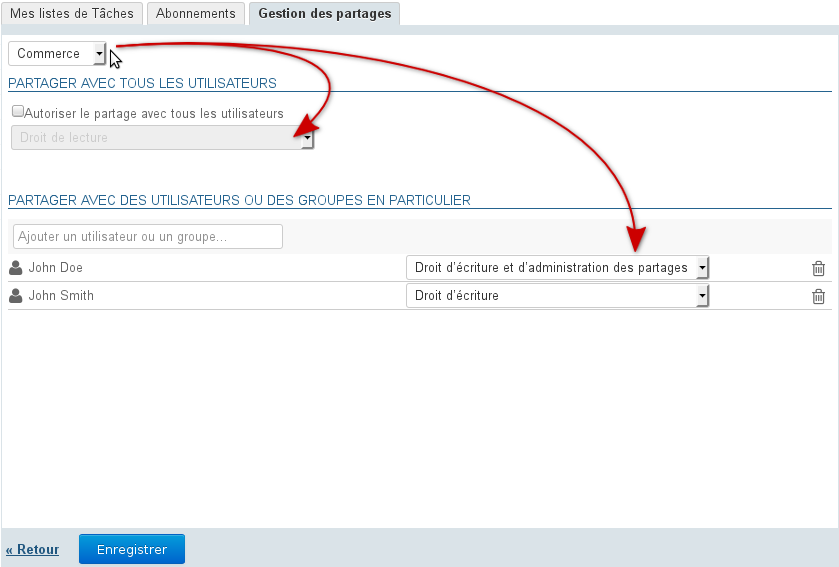 Mes listes de Tâches Abonnements Gestion des partages
Commerce
PARTAGER AVEC TOUS LES UTILISATEURS
Autoriser le partage avec tous les utilisateurs
Droit de lecture
PARTAGER AVEC DES UTILISATEURS OU DES GROUPES EN PARTICULIER
Ajouter un utilisateur ou un groupe...
John Doe Droit d'écriture et d'administration des partages
John Smith Droit d'écriture
« Retour Enregistrer